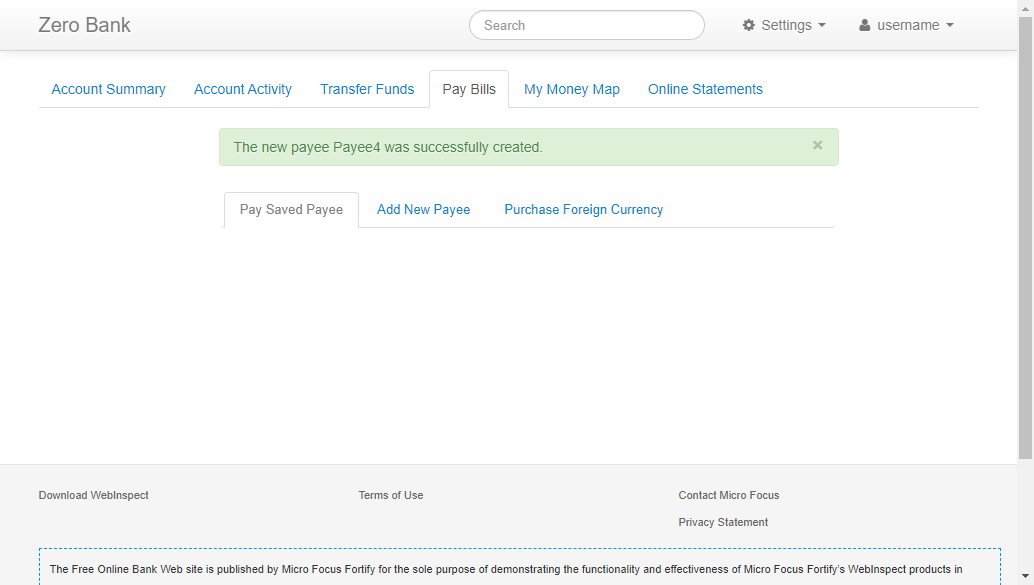 Zero Bank
Search
Settings
username
Account Summary
Account Activity
Transfer Funds
Pay Bills
My Money Map
Online Statements
The new payee Payee4 was successfully created.
×
Pay Saved Payee
Add New Payee
Purchase Foreign Currency
Download WebInspect
Terms of Use
Contact Micro Focus
Privacy Statement
The Free Online Bank Web site is published by Micro Focus Fortify for the sole purpose of demonstrating the functionality and effectiveness of Micro Focus Fortify’s WebInspect products in